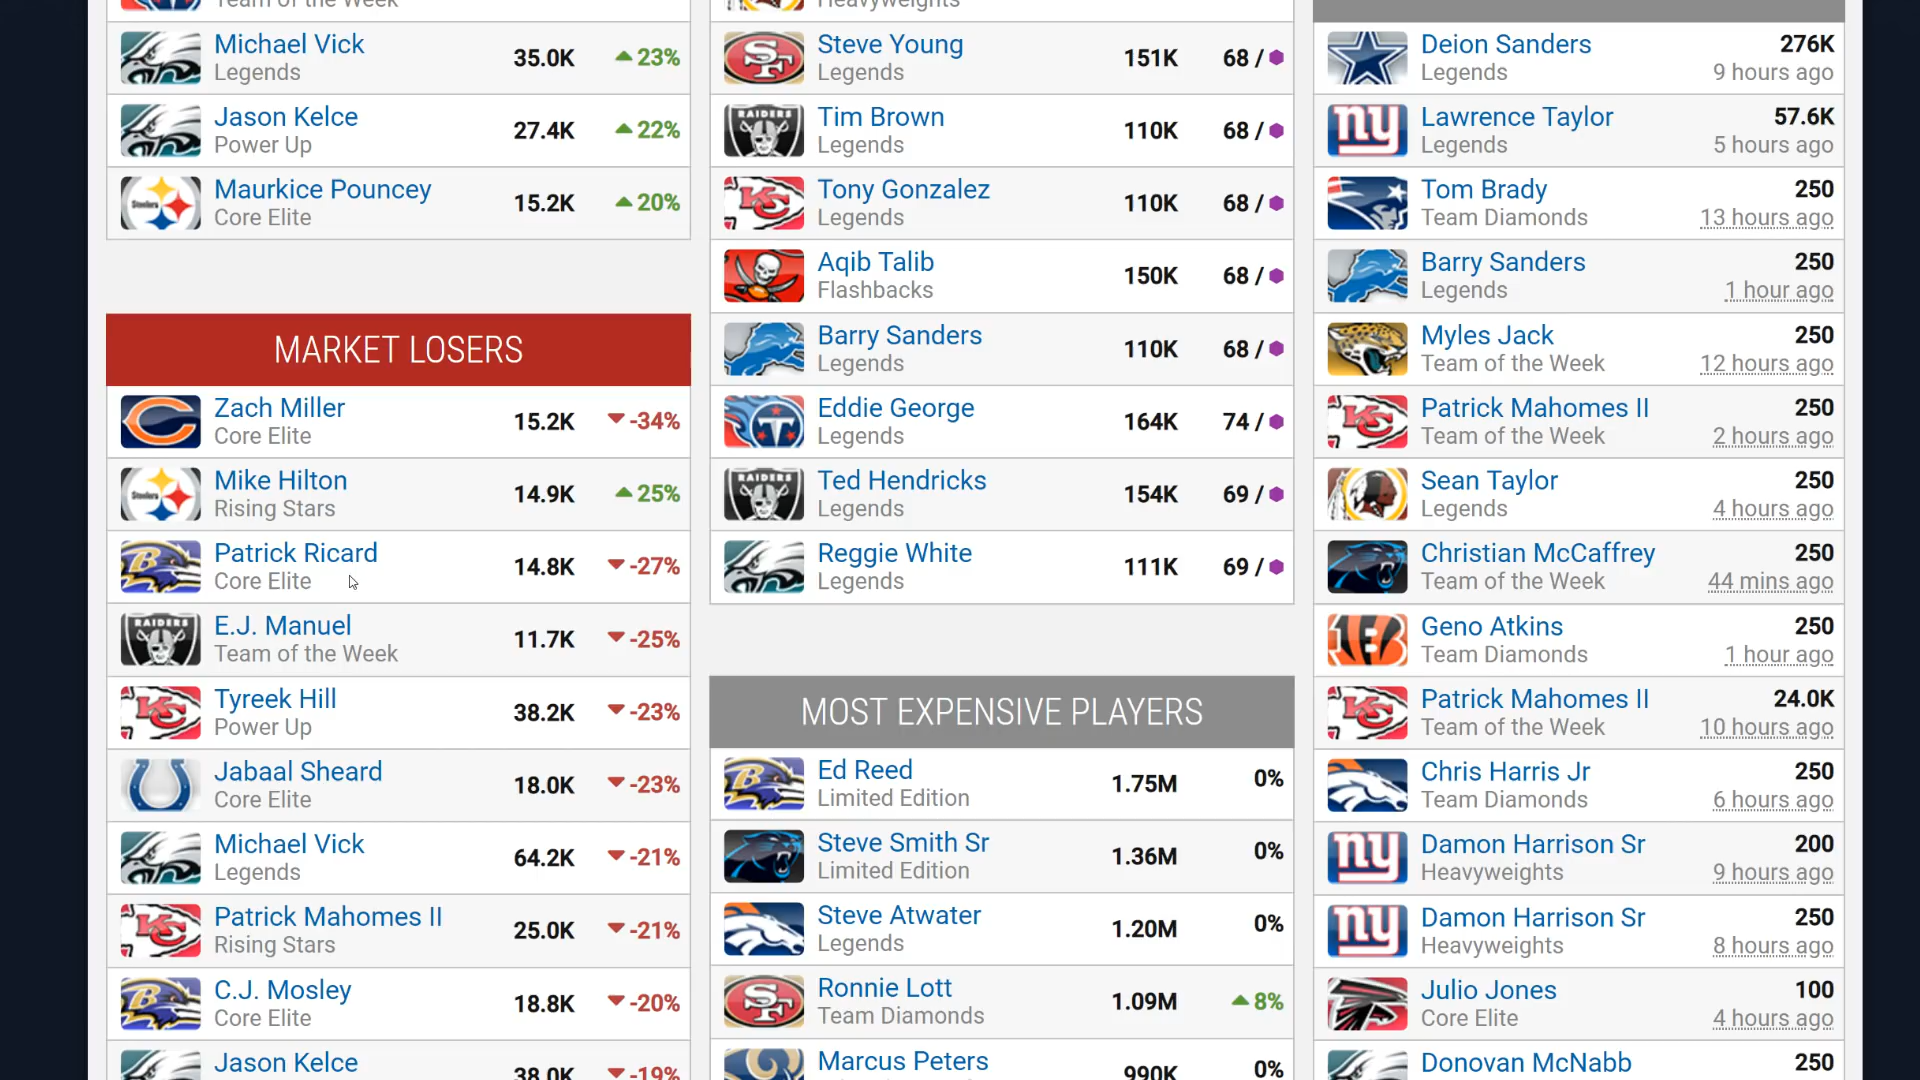 Team of the Week
Michael Vick
Legends
35.0K
23%
Jason Kelce
Power Up
27.4K
22%
Maurkice Pouncey
Core Elite
15.2K
20%
MARKET LOSERS
Zach Miller
Core Elite
15.2K
-34%
Mike Hilton
Rising Stars
14.9K
25%
Patrick Ricard
Core Elite
14.8K
-27%
E.J. Manuel
Team of the Week
11.7K
-25%
Tyreek Hill
Power Up
38.2K
-23%
Jabaal Sheard
Core Elite
18.0K
-23%
Michael Vick
Legends
64.2K
-21%
Patrick Mahomes II
Rising Stars
25.0K
-21%
C.J. Mosley
Core Elite
18.8K
-20%
Jason Kelce
38.0K
-19%
Heavyweights
Steve Young
Legends
151K
68 /
Tim Brown
Legends
110K
68 /
Tony Gonzalez
Legends
110K
68 /
Aqib Talib
Flashbacks
150K
68 /
Barry Sanders
Legends
110K
68 /
Eddie George
Legends
164K
74 /
Ted Hendricks
Legends
154K
69 /
Reggie White
Legends
111K
69 /
MOST EXPENSIVE PLAYERS
Ed Reed
Limited Edition
1.75M
0%
Steve Smith Sr
Limited Edition
1.36M
0%
Steve Atwater
Legends
1.20M
0%
Ronnie Lott
Team Diamonds
1.09M
8%
Marcus Peters
990K
0%
Deion Sanders
Legends
276K
9 hours ago
Lawrence Taylor
Legends
57.6K
5 hours ago
Tom Brady
Team Diamonds
250
13 hours ago
Barry Sanders
Legends
250
1 hour ago
Myles Jack
Team of the Week
250
12 hours ago
Patrick Mahomes II
Team of the Week
250
2 hours ago
Sean Taylor
Legends
250
4 hours ago
Christian McCaffrey
Team of the Week
250
44 mins ago
Geno Atkins
Team Diamonds
250
1 hour ago
Patrick Mahomes II
Team of the Week
24.0K
10 hours ago
Chris Harris Jr
Team Diamonds
250
6 hours ago
Damon Harrison Sr
Heavyweights
200
9 hours ago
Damon Harrison Sr
Heavyweights
250
8 hours ago
Julio Jones
Core Elite
100
4 hours ago
Donovan McNabb
250